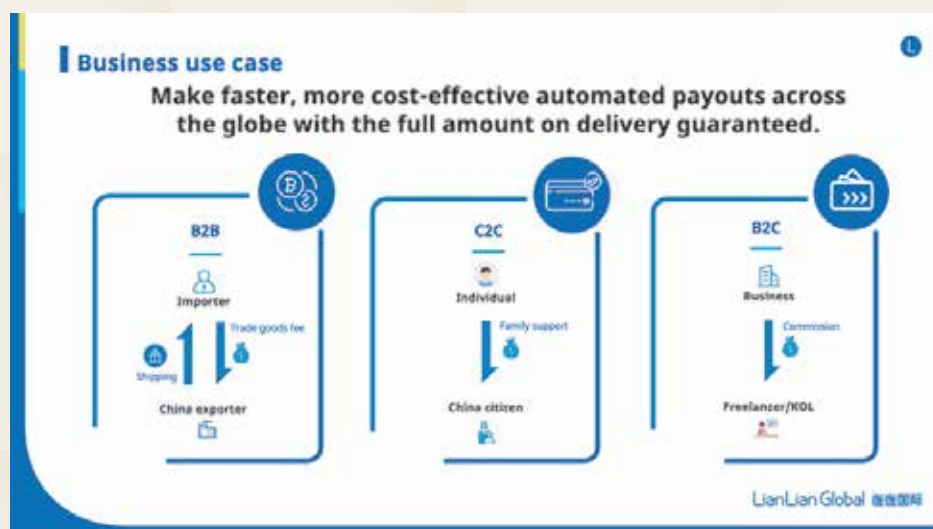 Business use case
Make faster, more cost-effective automated payouts across
the globe with the full amount on delivery guaranteed.
B2B
Importer
Trade goods fee
Shipping
China exporter
C2C
Individual
Family support
China citizen
B2C
Business
Commission
Freelancer/KOL
LianLian Global